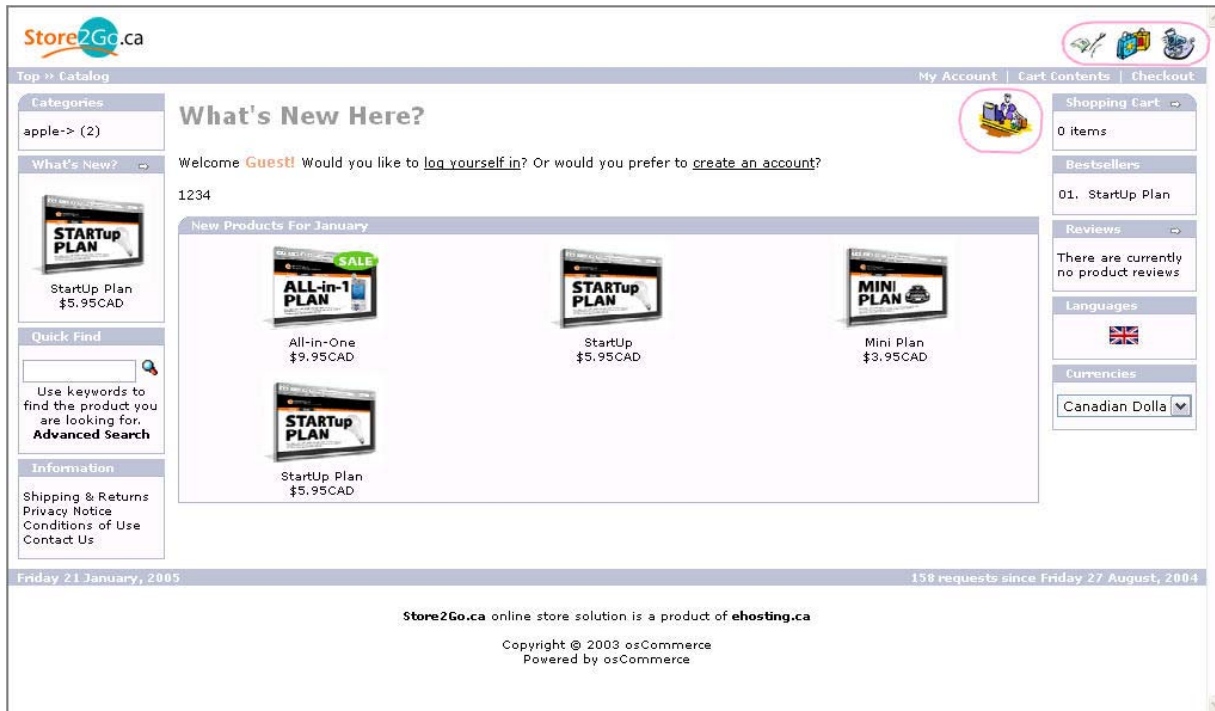 Store2Go.ca
Top » Catalog
My Account | Cart Contents | Checkout
Categories
apple-> (2)
What's New?
STARTup
PLAN
StartUp Plan
$5.95CAD
Quick Find
Use keywords to
find the product you
are looking for.
Advanced Search
Information
Shipping & Returns
Privacy Notice
Conditions of Use
Contact Us
What's New Here?
Welcome Guest! Would you like to log yourself in? Or would you prefer to create an account?
1234
New Products For January
SALE
ALL-in-1
PLAN
All-in-One
$9.95CAD
STARTup
PLAN
StartUp
$5.95CAD
MINI
PLAN
Mini Plan
$3.95CAD
STARTup
PLAN
StartUp Plan
$5.95CAD
Shopping Cart
0 items
Bestsellers
01. StartUp Plan
Reviews
There are currently
no product reviews
Languages
Currencies
Canadian Dolla
Friday 21 January, 2005
158 requests since Friday 27 August, 2004
Store2Go.ca online store solution is a product of ehosting.ca
Copyright © 2003 osCommerce
Powered by osCommerce